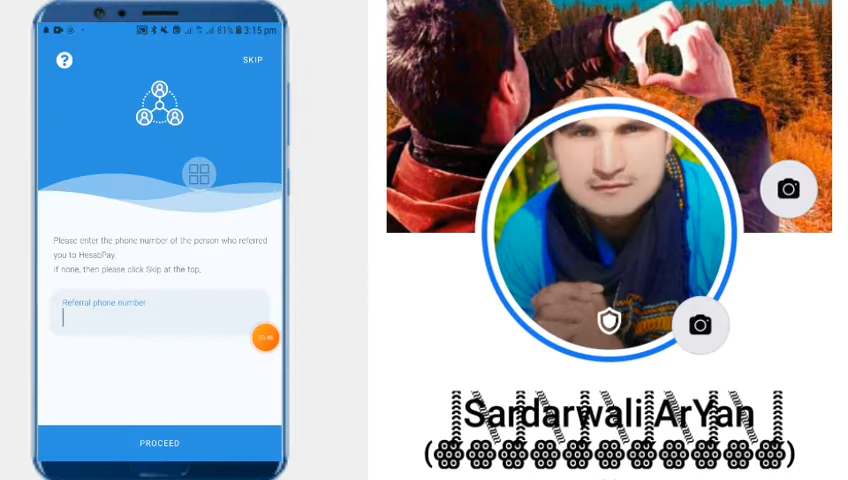 81% 3:15 pm
? SKIP
Please enter the phone number of the person who referred
you to HesabPay.
if none, then please click Skip at the top.
Referral phone number
PROCEED
Sardarwali ArYan